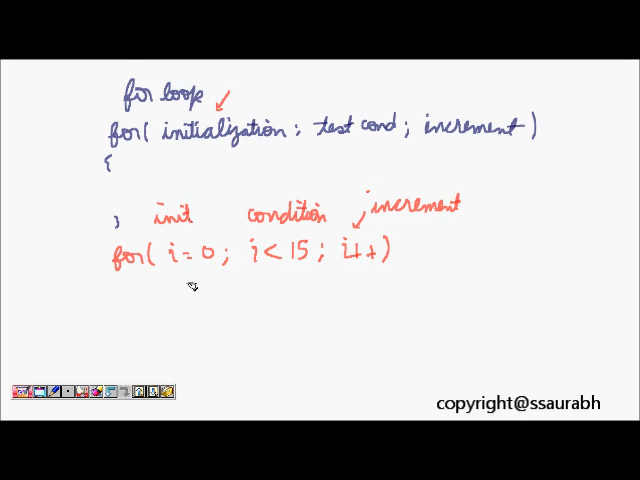 for loop
for( initialization; test cond; increment)
{
}
init condition increment
for( i=0; i<15; i++)
copyright@ssaurabh